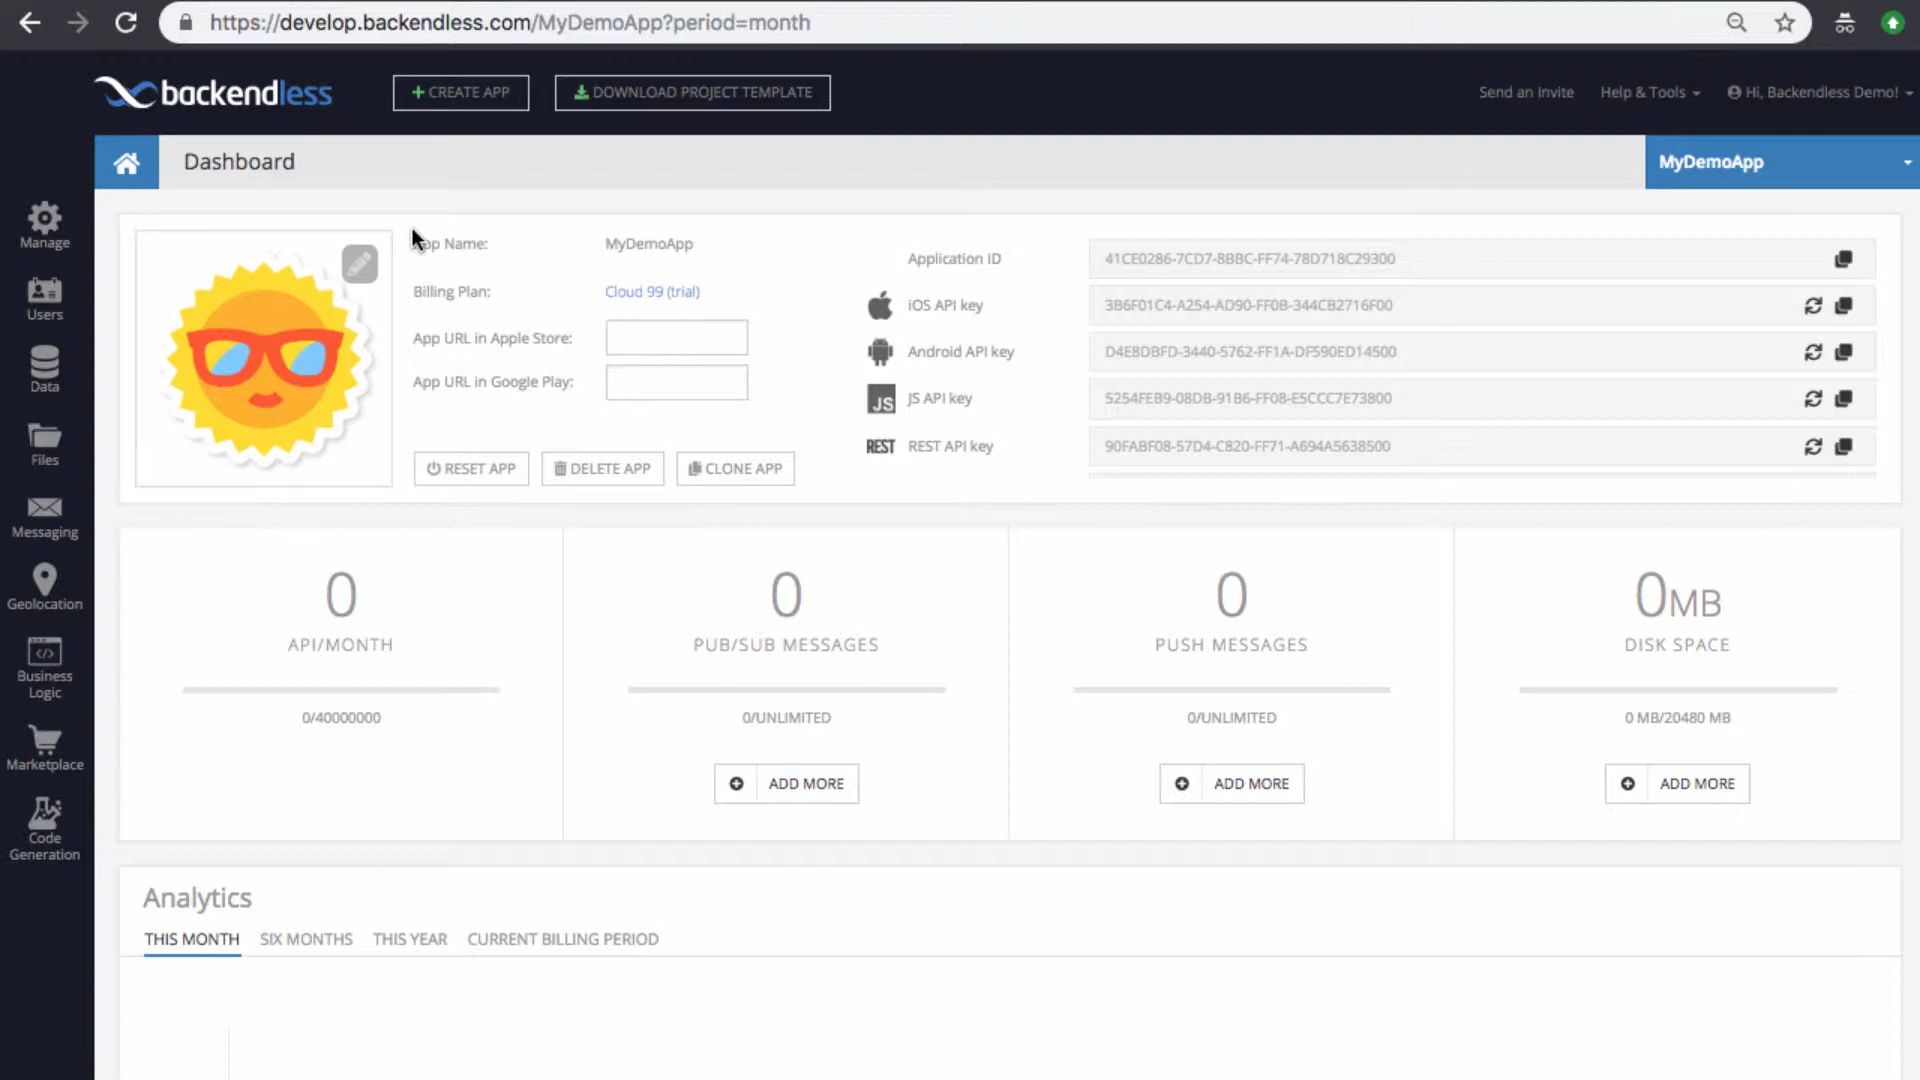 https://develop.backendless.com/MyDemoApp?period=month
backendless
+ CREATE APP
DOWNLOAD PROJECT TEMPLATE
Send an Invite
Help & Tools
Hi, Backendless Demo!
Dashboard
MyDemoApp
Manage
Users
Data
Files
Messaging
Geolocation
Business
Logic
Marketplace
Code
Generation
App Name: MyDemoApp
Billing Plan: Cloud 99 (trial)
App URL in Apple Store:
App URL in Google Play:
RESET APP
DELETE APP
CLONE APP
Application ID 41CE0286-7CD7-8BBC-FF74-78D718C29300
iOS API key 3B6F01C4-A254-AD90-FF0B-344CB2716F00
Android API key D4E8DBFD-3440-5762-FF1A-DF590ED14500
JS JS API key 5254FEB9-08DB-91B6-FF08-E5CCC7E73800
REST REST API key 90FABF08-57D4-C820-FF71-A694A5638500
0
API/MONTH
0/40000000
0
PUB/SUB MESSAGES
0/UNLIMITED
ADD MORE
0
PUSH MESSAGES
0/UNLIMITED
ADD MORE
0MB
DISK SPACE
0 MB/20480 MB
ADD MORE
Analytics
THIS MONTH
SIX MONTHS
THIS YEAR
CURRENT BILLING PERIOD